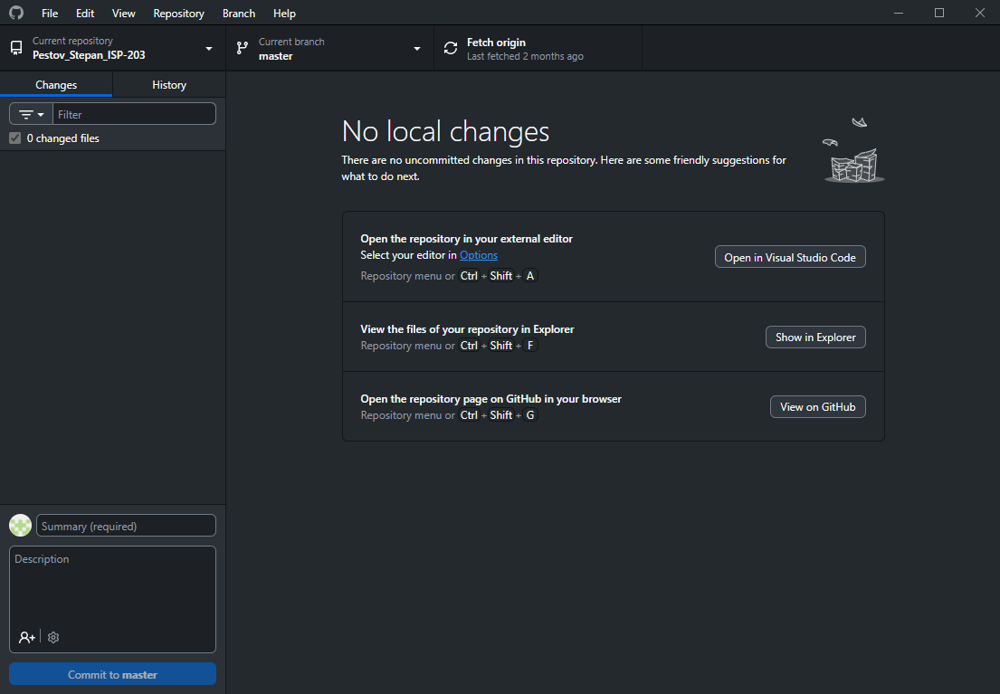 File Edit View Repository Branch Help
Current repository
Pestov_Stepan_ISP-203
Current branch
master
Fetch origin
Last fetched 2 months ago
Changes History
Filter
0 changed files
No local changes
There are no uncommitted changes in this repository. Here are some friendly suggestions for
what to do next.
Open the repository in your external editor
Select your editor in Options
Repository menu or Ctrl + Shift + A
Open in Visual Studio Code
View the files of your repository in Explorer
Repository menu or Ctrl + Shift + F
Show in Explorer
Open the repository page on GitHub in your browser
Repository menu or Ctrl + Shift + G
View on GitHub
Summary (required)
Description
Commit to master